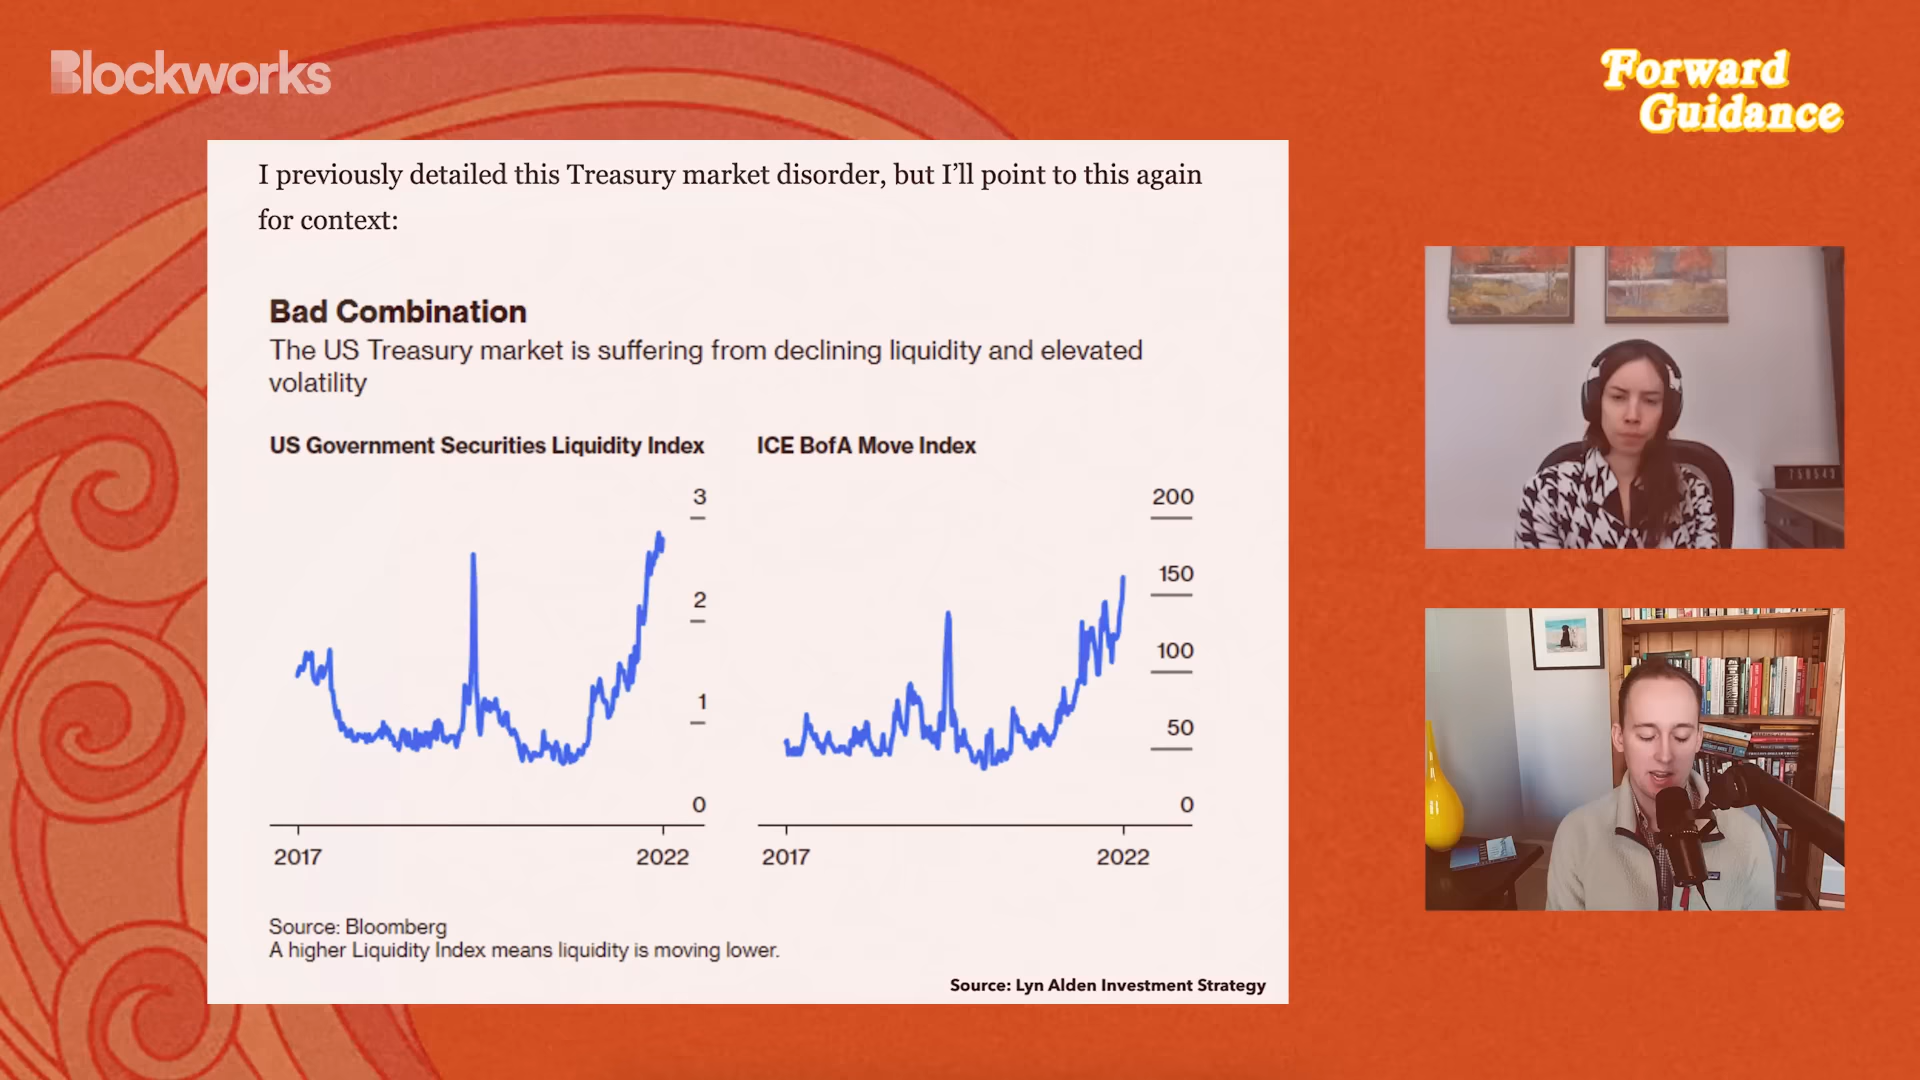 Blockworks
Forward
Guidance
I previously detailed this Treasury market disorder, but I’ll point to this again
for context:
Bad Combination
The US Treasury market is suffering from declining liquidity and elevated
volatility
US Government Securities Liquidity Index
3
2
1
0
2017
2022
ICE BofA Move Index
200
150
100
50
0
2017
2022
Source: Bloomberg
A higher Liquidity Index means liquidity is moving lower.
Source: Lyn Alden Investment Strategy